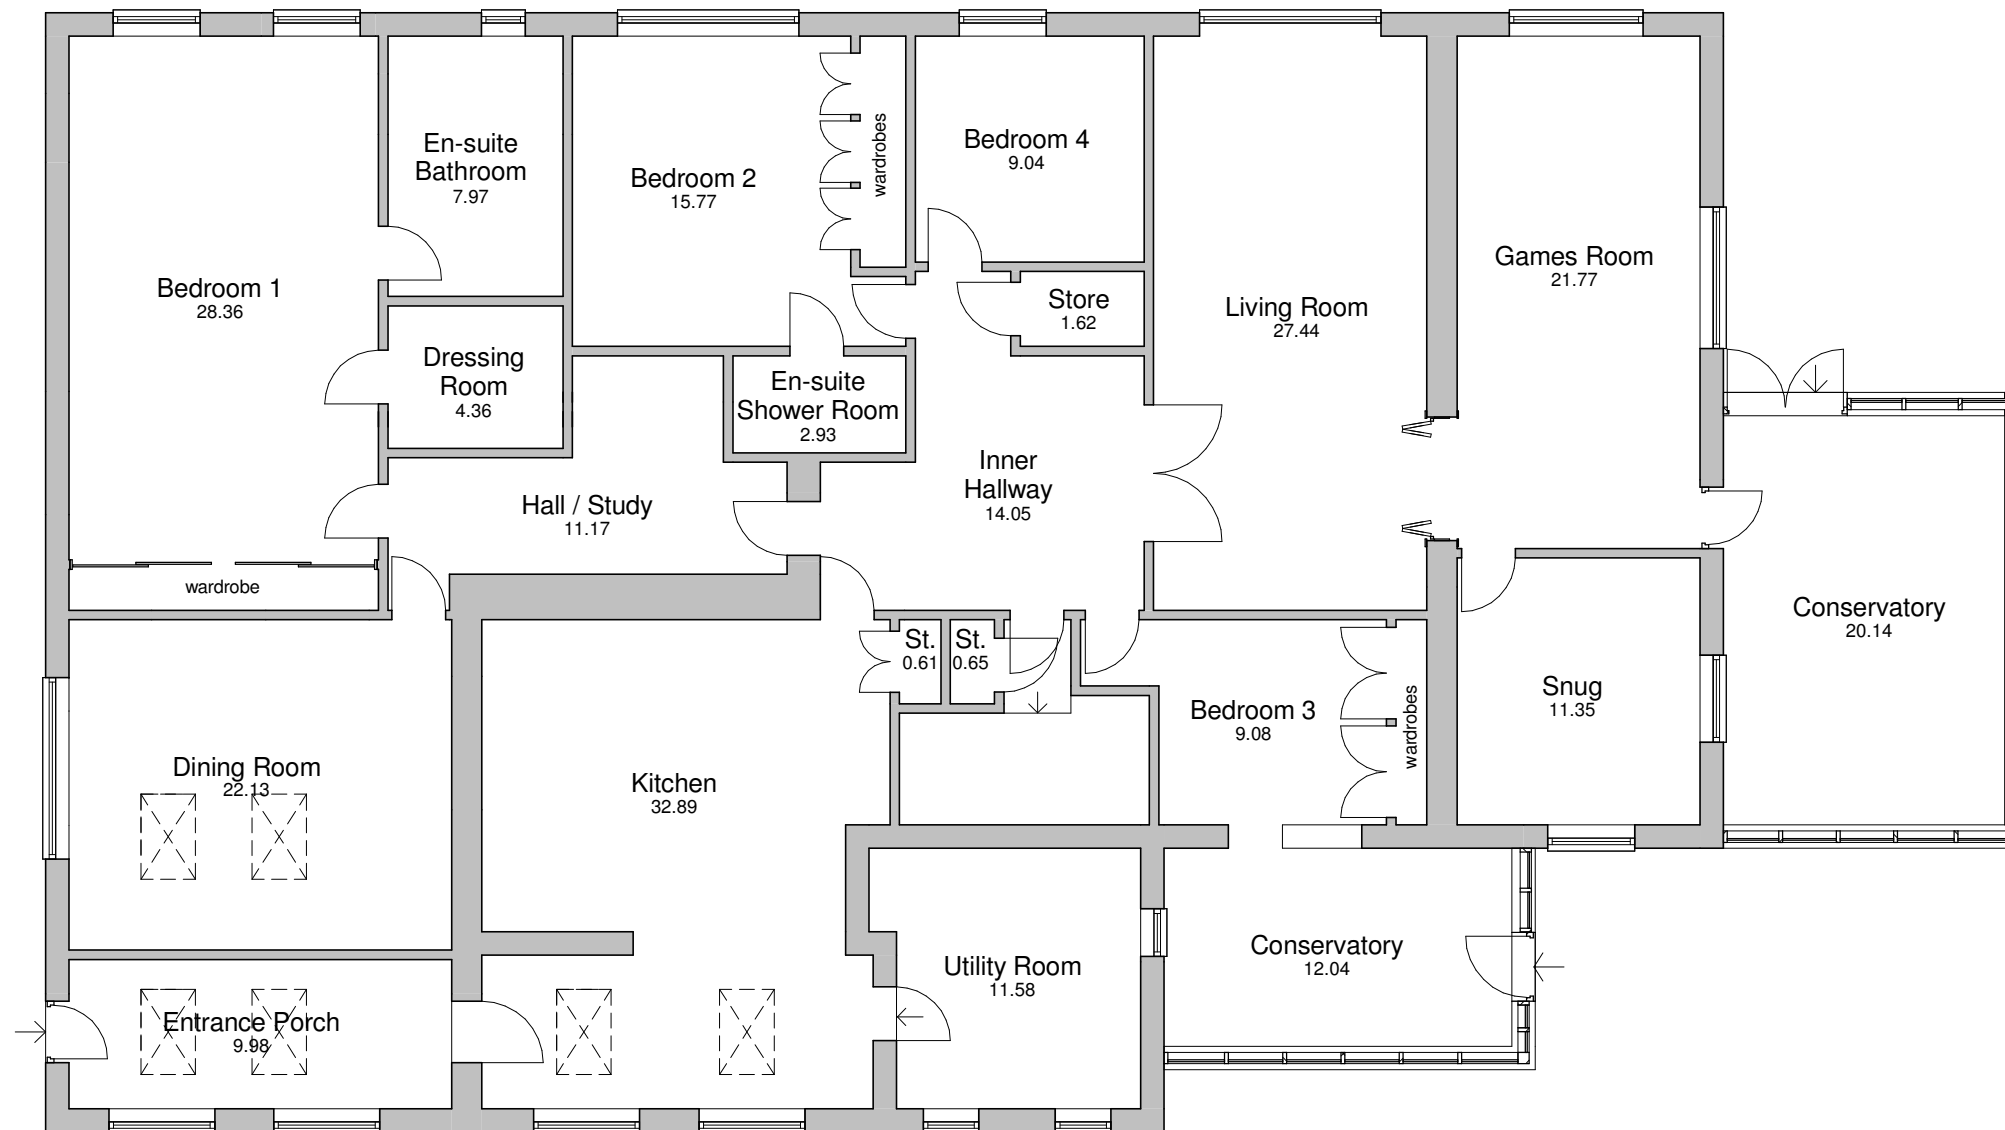 Bedroom 1
28.36
wardrobe
En-suite
Bathroom
7.97
Dressing
Room
4.36
Bedroom 2
15.77
wardrobes
En-suite
Shower Room
2.93
Bedroom 4
9.04
Store
1.62
Hall / Study
11.17
Inner
Hallway
14.05
Living Room
27.44
Games Room
21.77
Conservatory
20.14
Snug
11.35
Bedroom 3
9.08
wardrobes
St.
0.61
St.
0.65
Kitchen
32.89
Dining Room
22.13
Entrance Porch
9.98
Utility Room
11.58
Conservatory
12.04